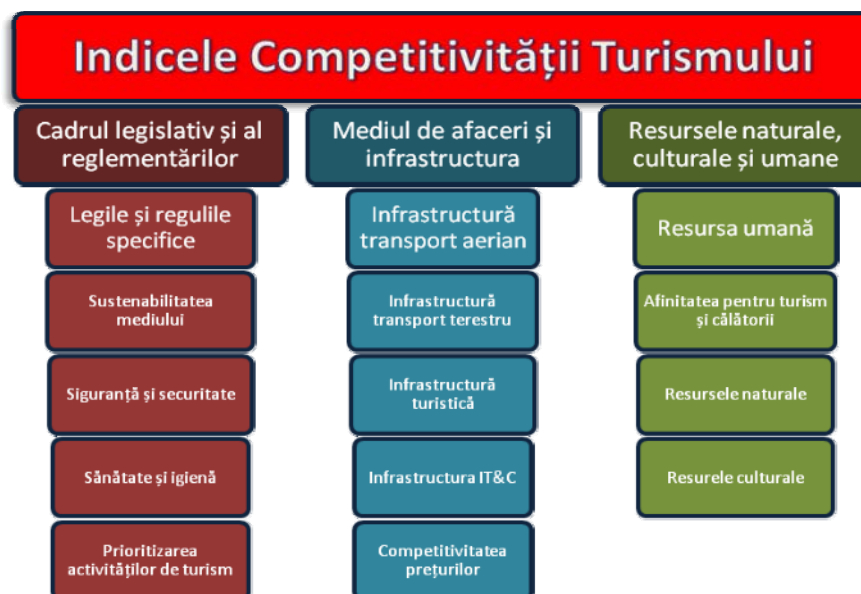 Indicele Competitivității Turismului
Cadrul legislativ și al
reglementărilor
Legile și regulile
specifice
Sustenabilitatea
mediului
Siguranță și securitate
Sănătate și igienă
Prioritizarea
activităților de turism
Mediul de afaceri și
infrastructura
Infrastructură
transport aerian
Infrastructură
transport terestru
Infrastructură
turistică
Infrastructura IT&C
Competitivitatea
prețurilor
Resursele naturale,
culturale și umane
Resursa umană
Afinitatea pentru turism
și călătorii
Resursele naturale
Resurele culturale